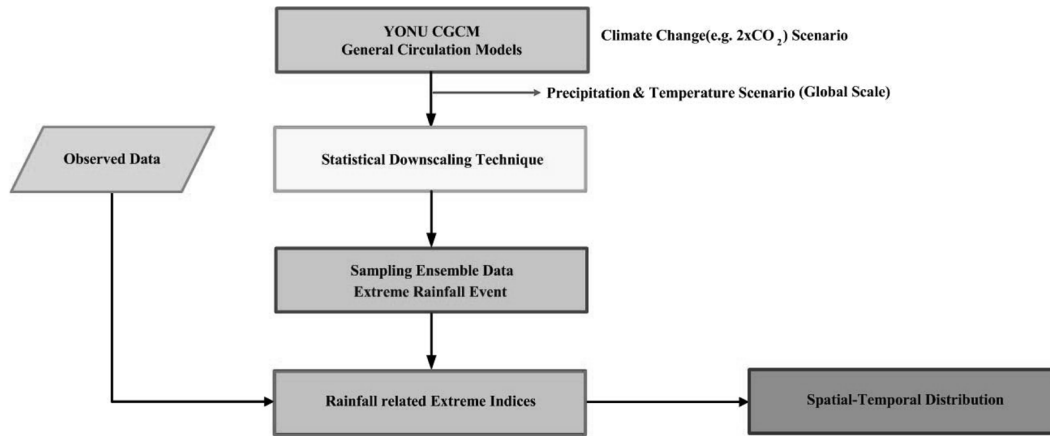 YONU CGCM
General Circulation Models
Climate Change(e.g. 2xCO₂) Scenario
Precipitation & Temperature Scenario (Global Scale)
Observed Data
Statistical Downscaling Technique
Sampling Ensemble Data
Extreme Rainfall Event
Rainfall related Extreme Indices
Spatial-Temporal Distribution